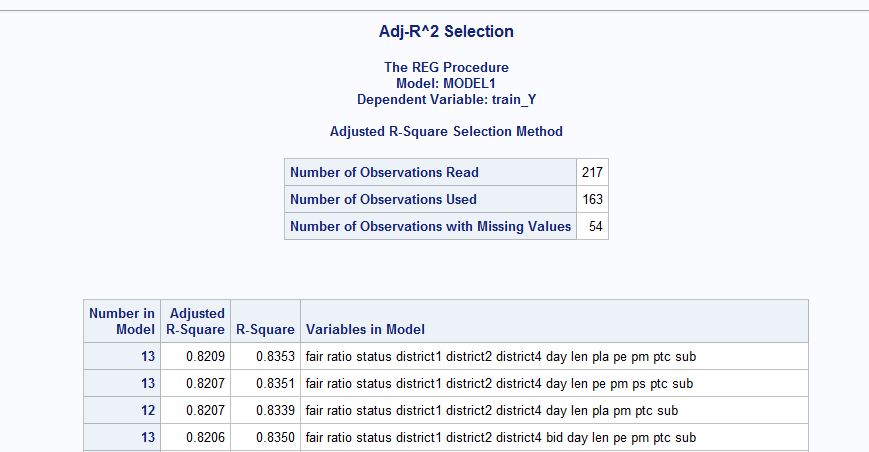 Adj-R^2 Selection
The REG Procedure
Model: MODEL1
Dependent Variable: train_Y
Adjusted R-Square Selection Method
Number of Observations Read 217
Number of Observations Used 163
Number of Observations with Missing Values 54
Number in Model Adjusted R-Square R-Square Variables in Model
13 0.8209 0.8353 fair ratio status district1 district2 district4 day len pla pe pm ptc sub
13 0.8207 0.8351 fair ratio status district1 district2 district4 day len pe pm ps ptc sub
12 0.8207 0.8339 fair ratio status district1 district2 district4 day len pla pm ptc sub
13 0.8206 0.8350 fair ratio status district1 district2 district4 bid day len pe pm ptc sub